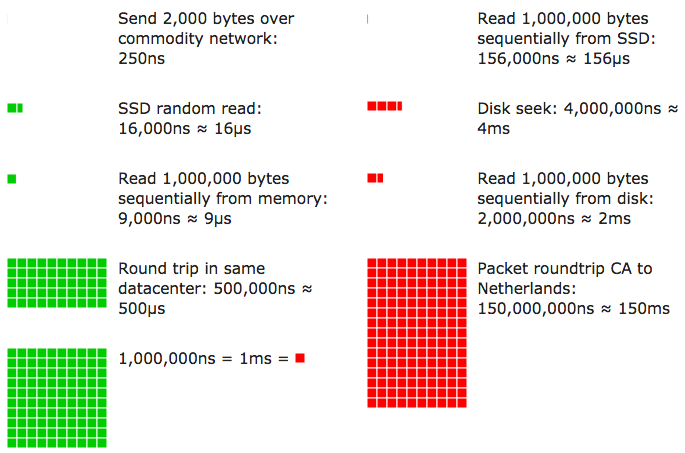 Send 2,000 bytes over
commodity network:
250ns
SSD random read:
16,000ns ≈ 16µs
Read 1,000,000 bytes
sequentially from memory:
9,000ns ≈ 9µs
Round trip in same
datacenter: 500,000ns ≈
500µs
1,000,000ns = 1ms =
Read 1,000,000 bytes
sequentially from SSD:
156,000ns ≈ 156µs
Disk seek: 4,000,000ns ≈
4ms
Read 1,000,000 bytes
sequentially from disk:
2,000,000ns ≈ 2ms
Packet roundtrip CA to
Netherlands:
150,000,000ns ≈ 150ms